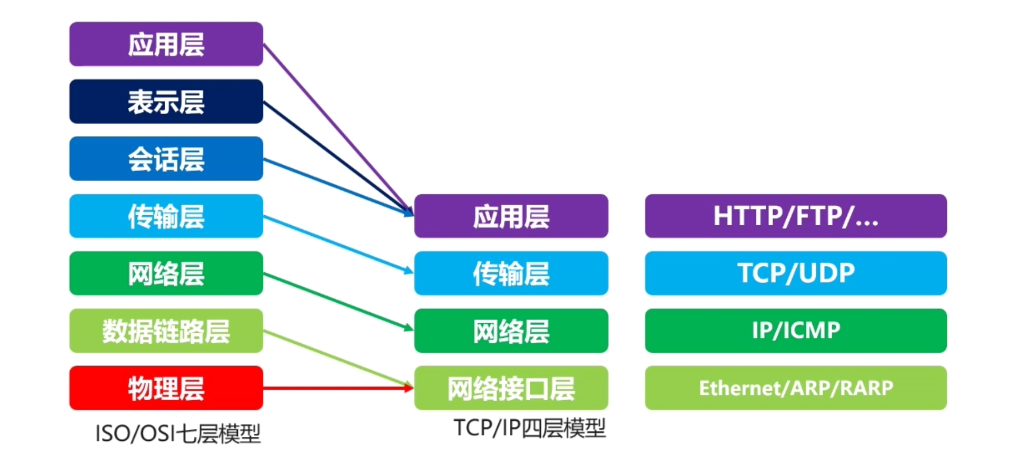 应用层
表示层
会话层
传输层
网络层
数据链路层
物理层
ISO/OSI七层模型
应用层
传输层
网络层
网络接口层
TCP/IP四层模型
HTTP/FTP/...
TCP/UDP
IP/ICMP
Ethernet/ARP/RARP